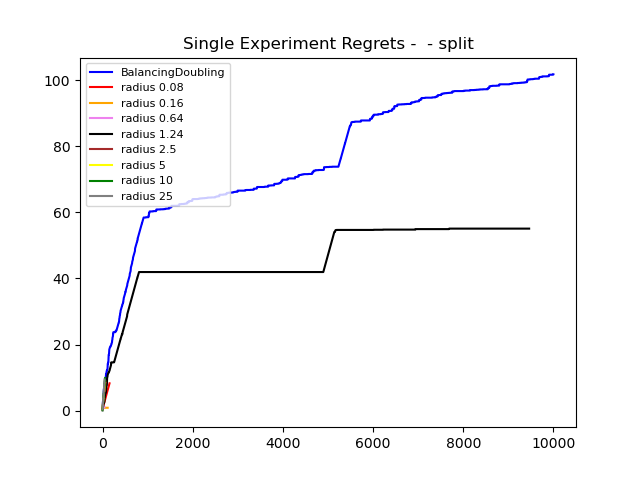 Single Experiment Regrets -  - split
BalancingDoubling
radius 0.08
radius 0.16
radius 0.64
radius 1.24
radius 2.5
radius 5
radius 10
radius 25
100
80
60
40
20
0
0 2000 4000 6000 8000 10000